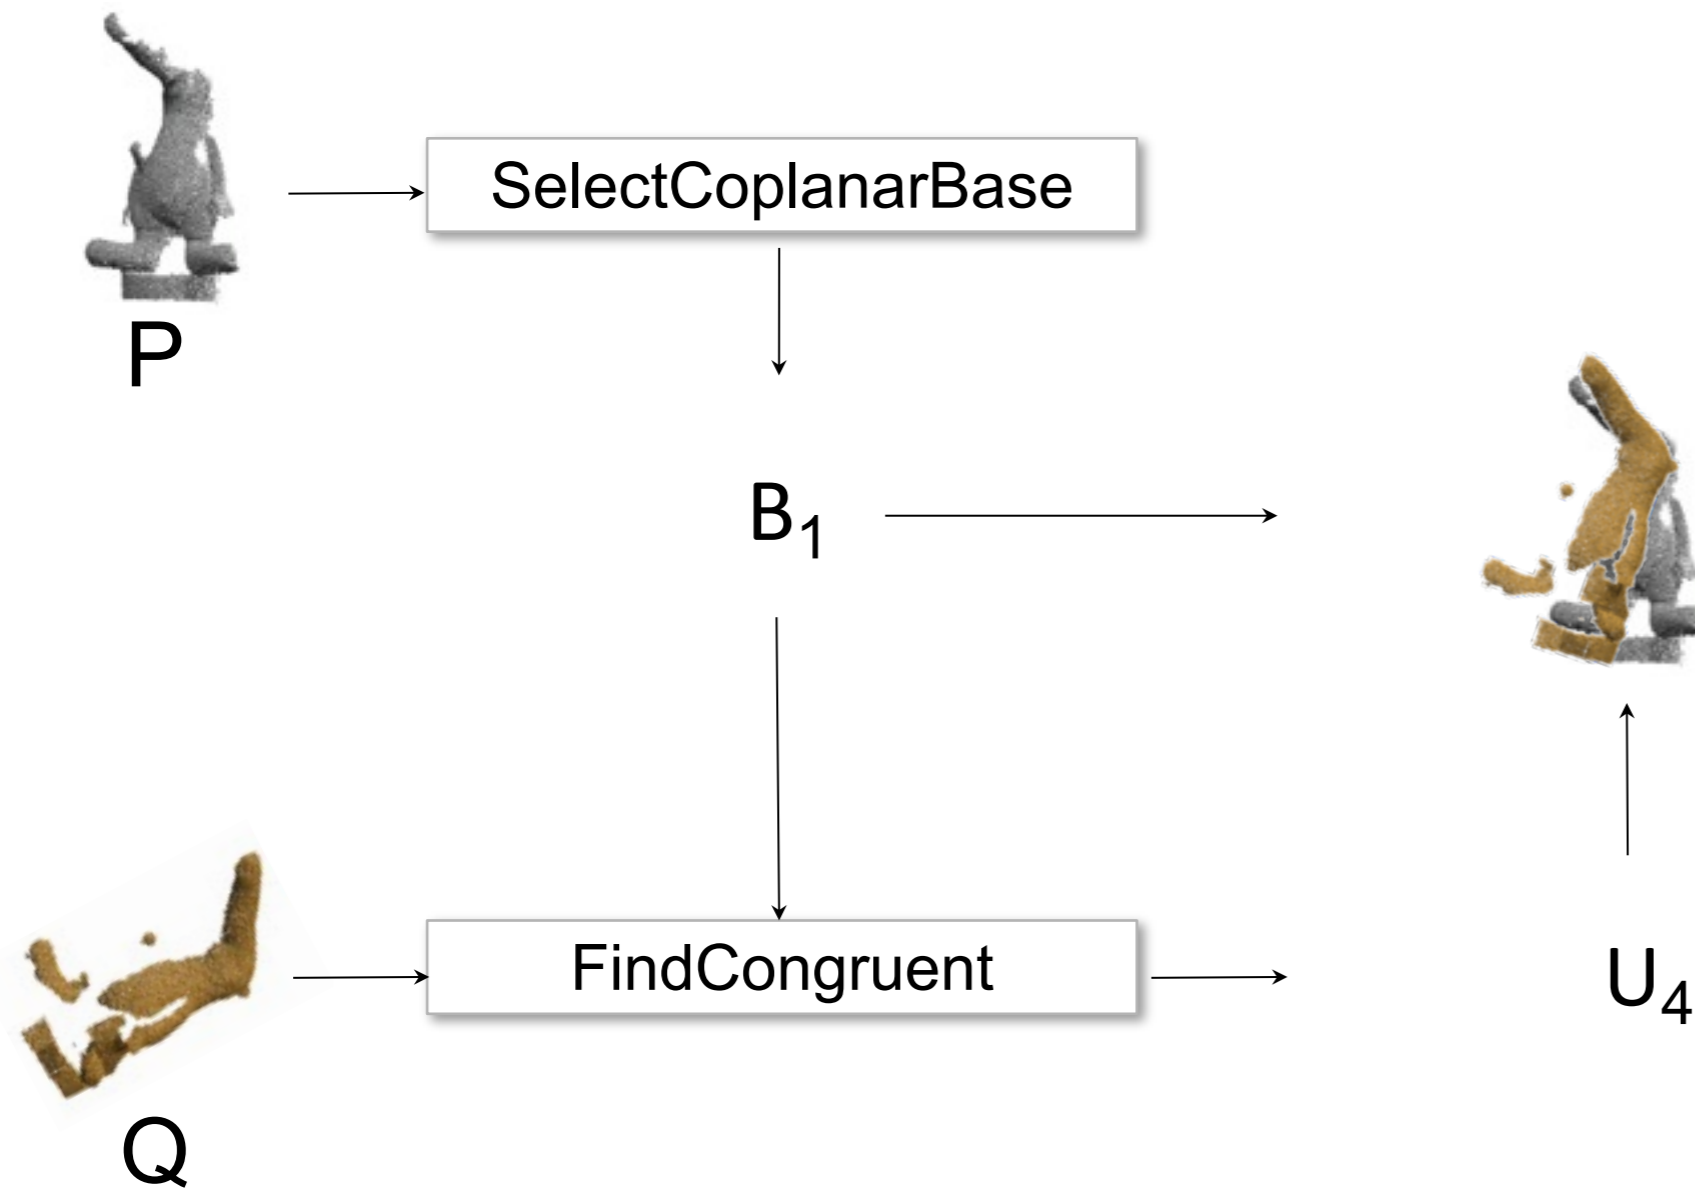 SelectCoplanarBase
P
B₁
FindCongruent
U₄
Q